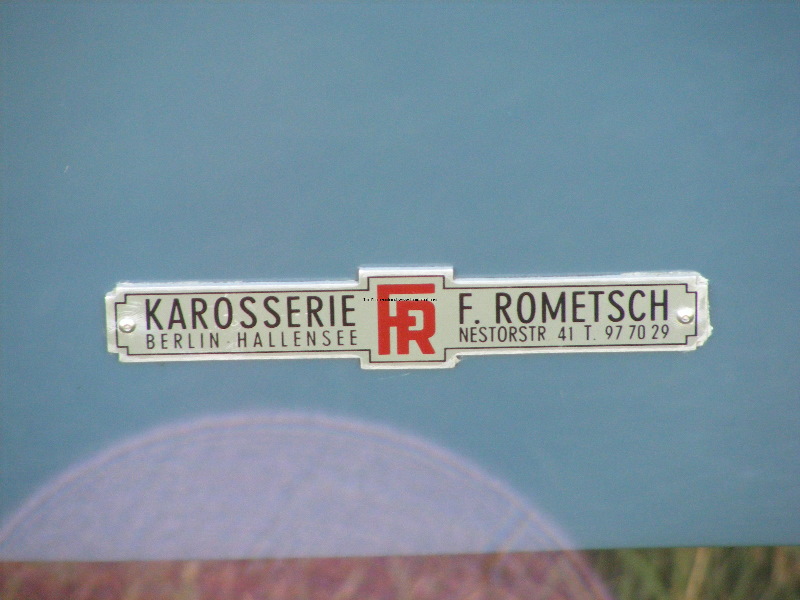 KAROSSERIE FR F. ROMETSCH
BERLIN-HALLENSEE NESTORSTR 41 T. 97 70 29